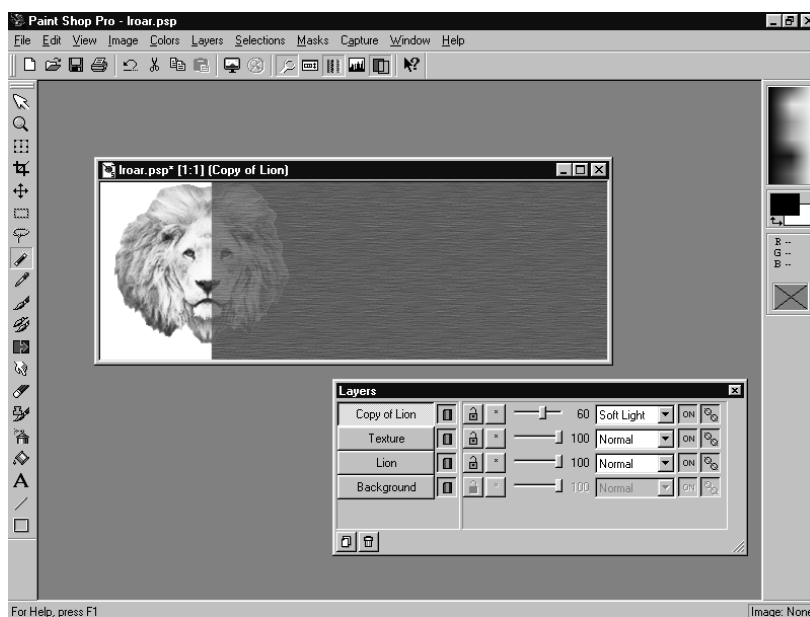 Paint Shop Pro - lroar.psp
File Edit View Image Colors Layers Selections Masks Capture Window Help
lroar.psp* [1:1] (Copy of Lion)
R --
G --
B --
Layers
Copy of Lion 60 Soft Light ON
Texture 100 Normal ON
Lion 100 Normal ON
Background 100 Normal ON
A
For Help, press F1 Image: None